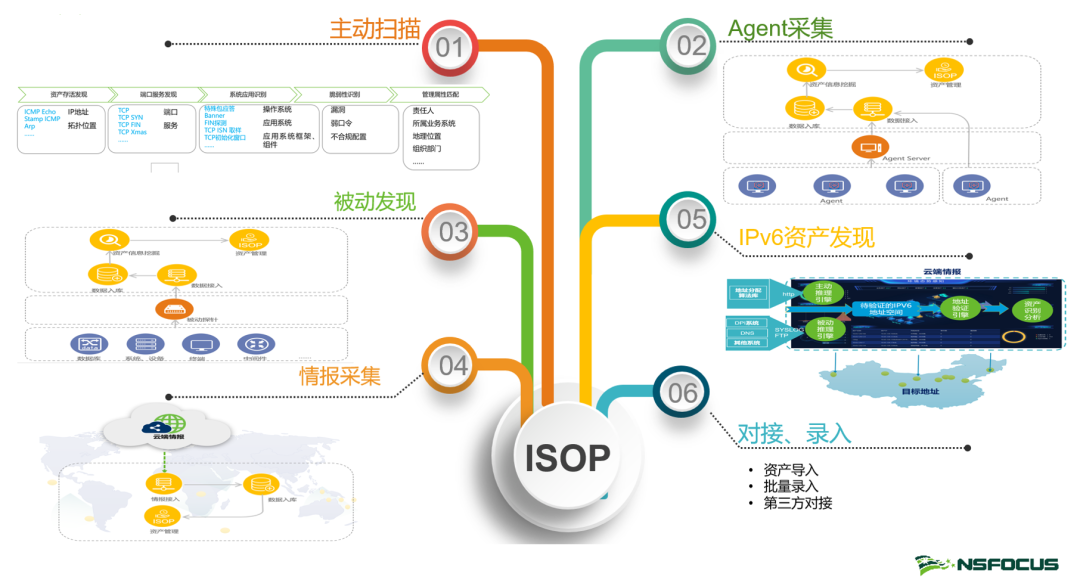 主动扫描
01
资产存活发现
端口服务发现
系统应用识别
脆弱性识别
管理属性匹配
ICMP Echo
Stamp ICMP
Arp
......
IP地址
拓扑位置
TCP
TCP SYN
TCP FIN
TCP Xmas
......
端口
服务
特殊包应答
Banner
FIN探测
TCP ISN 取样
TCP初始化窗口
......
操作系统
应用系统
应用系统框架、
组件
漏洞
弱口令
不合规配置
责任人
所属业务系统
地理位置
组织部门
......
02
Agent采集
资产信息挖掘
ISOP
资产管理
数据入库
数据接入
Agent Server
Agent
Agent
被动发现
03
资产信息挖掘
ISOP
资产管理
数据入库
数据接入
被动探针
数据库
系统、设备
终端
中间件
......
情报采集
04
云端情报
情报接入
数据入库
ISOP
资产管理
05
IPv6资产发现
云端情报
地址分配
算法库
http
主动
推理
引擎
待验证的IPV6
地址空间
地址
验证
引擎
资产
识别
分析
DPI系统
DNS
其他系统
SYSLOG
FTP
被动
推理
引擎
目标地址
06
对接、录入
• 资产导入
• 批量录入
• 第三方对接
ISOP
NSFOCUS